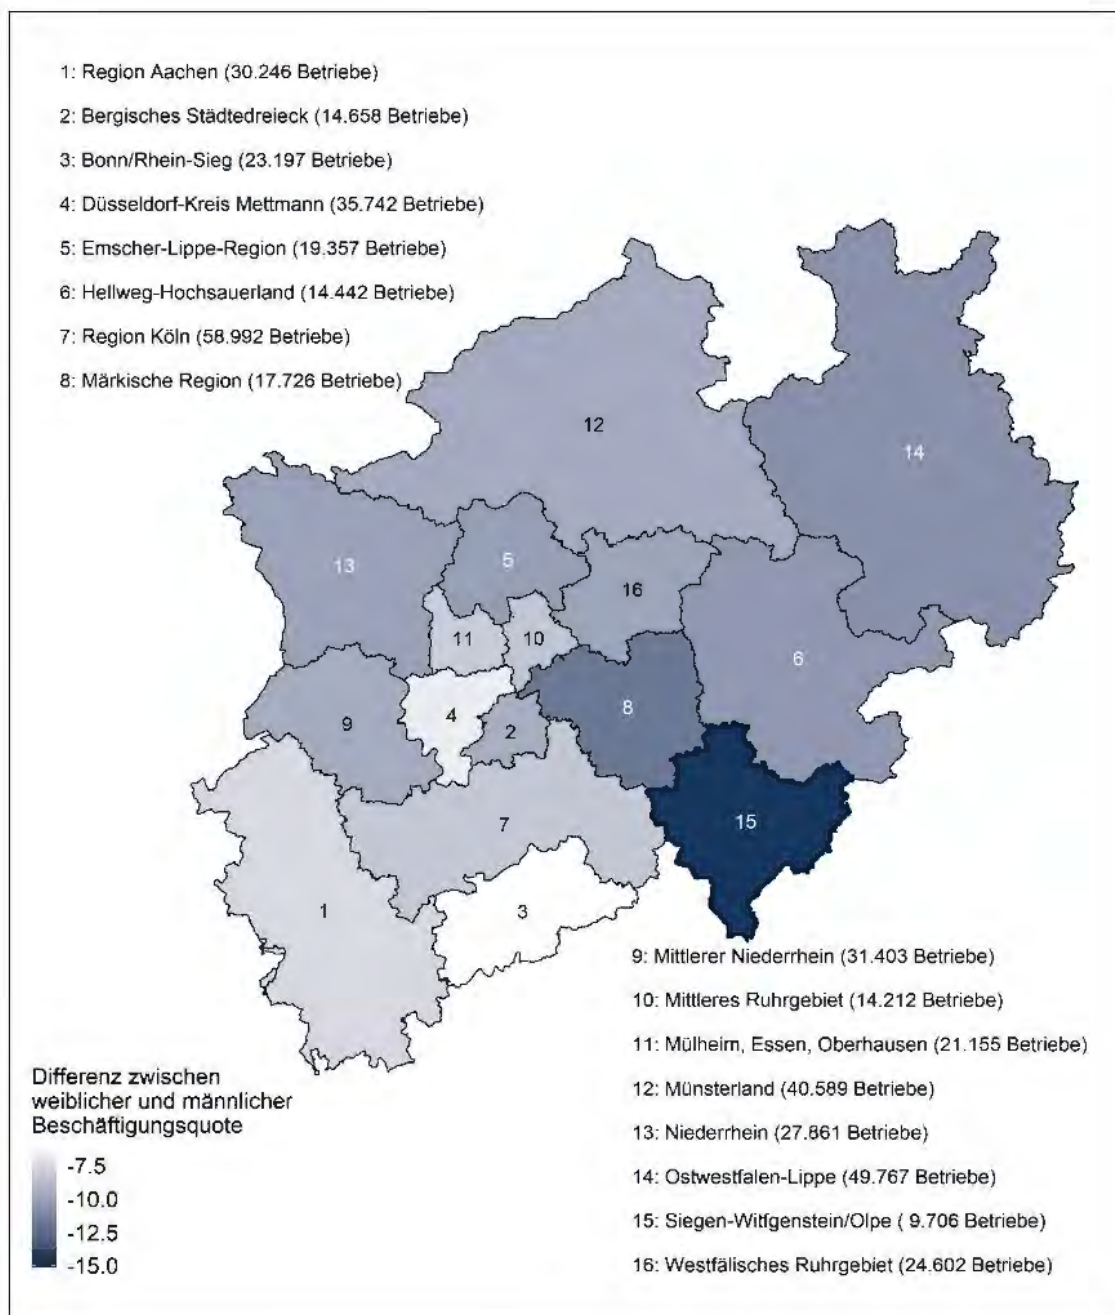 1: Region Aachen (30.246 Betriebe)
2: Bergisches Städtedreieck (14.658 Betriebe)
3: Bonn/Rhein-Sieg (23.197 Betriebe)
4: Düsseldorf-Kreis Mettmann (35.742 Betriebe)
5: Emscher-Lippe-Region (19.357 Betriebe)
6: Hellweg-Hochsauerland (14.442 Betriebe)
7: Region Köln (58.992 Betriebe)
8: Märkische Region (17.726 Betriebe)
12
14
13
5
16
11
10
6
9
4
2
8
7
15
1
3
9: Mittlerer Niederrhein (31.403 Betriebe)
10: Mittleres Ruhrgebiet (14.212 Betriebe)
11: Mülheim, Essen, Oberhausen (21.155 Betriebe)
12: Münsterland (40.589 Betriebe)
13: Niederrhein (27.861 Betriebe)
14: Ostwestfalen-Lippe (49.767 Betriebe)
15: Siegen-Wittgenstein/Olpe ( 9.706 Betriebe)
16: Westfälisches Ruhrgebiet (24.602 Betriebe)
Differenz zwischen
weiblicher und männlicher
Beschäftigungsquote
-7.5
-10.0
-12.5
-15.0